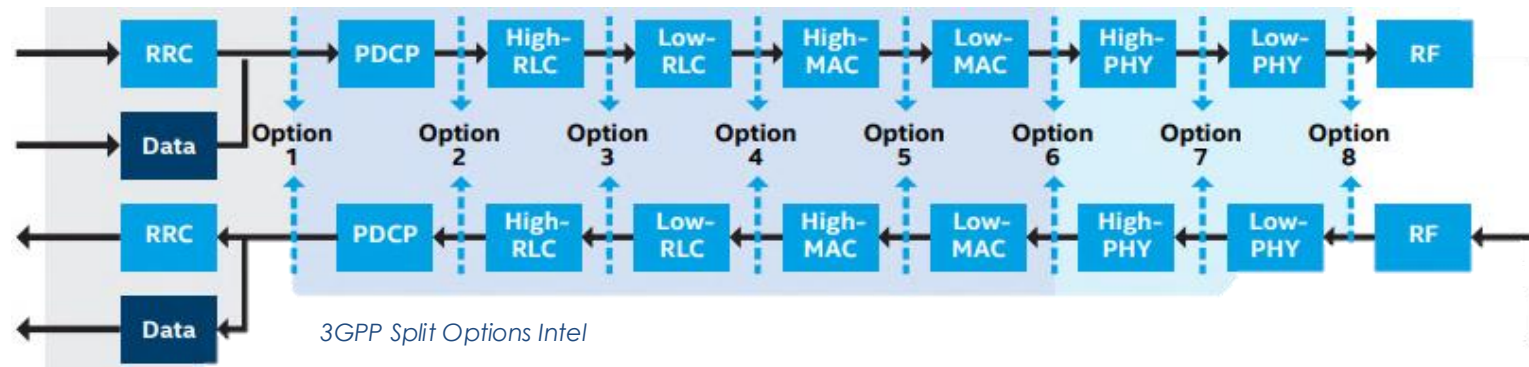 RRC
PDCP
High-
RLC
Low-
RLC
High-
MAC
Low-
MAC
High-
PHY
Low-
PHY
RF
Data
Option
1
Option
2
Option
3
Option
4
Option
5
Option
6
Option
7
Option
8
RRC
PDCP
High-
RLC
Low-
RLC
High-
MAC
Low-
MAC
High-
PHY
Low-
PHY
RF
Data
3GPP Split Options Intel